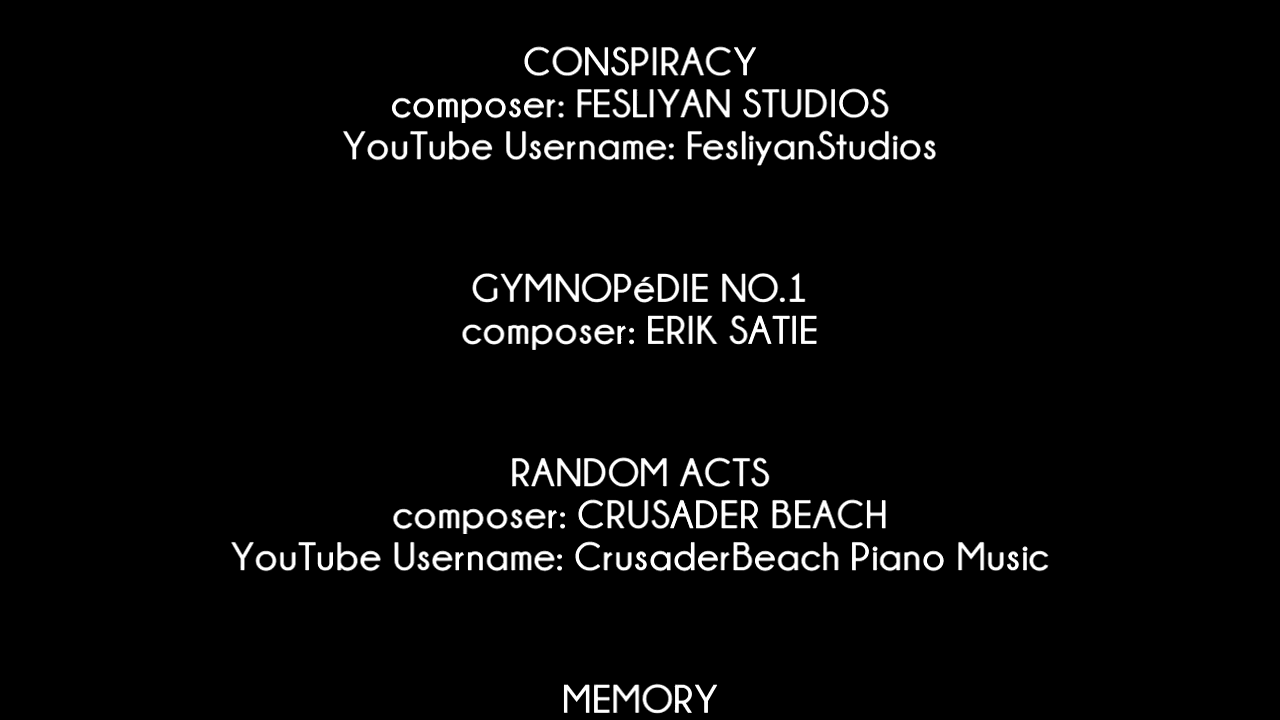 CONSPIRACY
composer: FESLIYAN STUDIOS
YouTube Username: FesliyanStudios
GYMNOPéDIE NO.1
composer: ERIK SATIE
RANDOM ACTS
composer: CRUSADER BEACH
YouTube Username: CrusaderBeach Piano Music
MEMORY